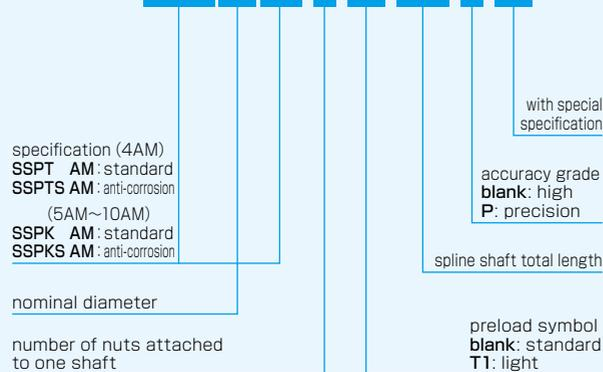 with special
specification
specification (4AM)
SSPT AM : standard
SSPTS AM : anti-corrosion
(5AM~10AM)
SSPK AM : standard
SSPKS AM : anti-corrosion
accuracy grade
blank: high
P: precision
spline shaft total length
nominal diameter
number of nuts attached
to one shaft
preload symbol
blank: standard
T1: light